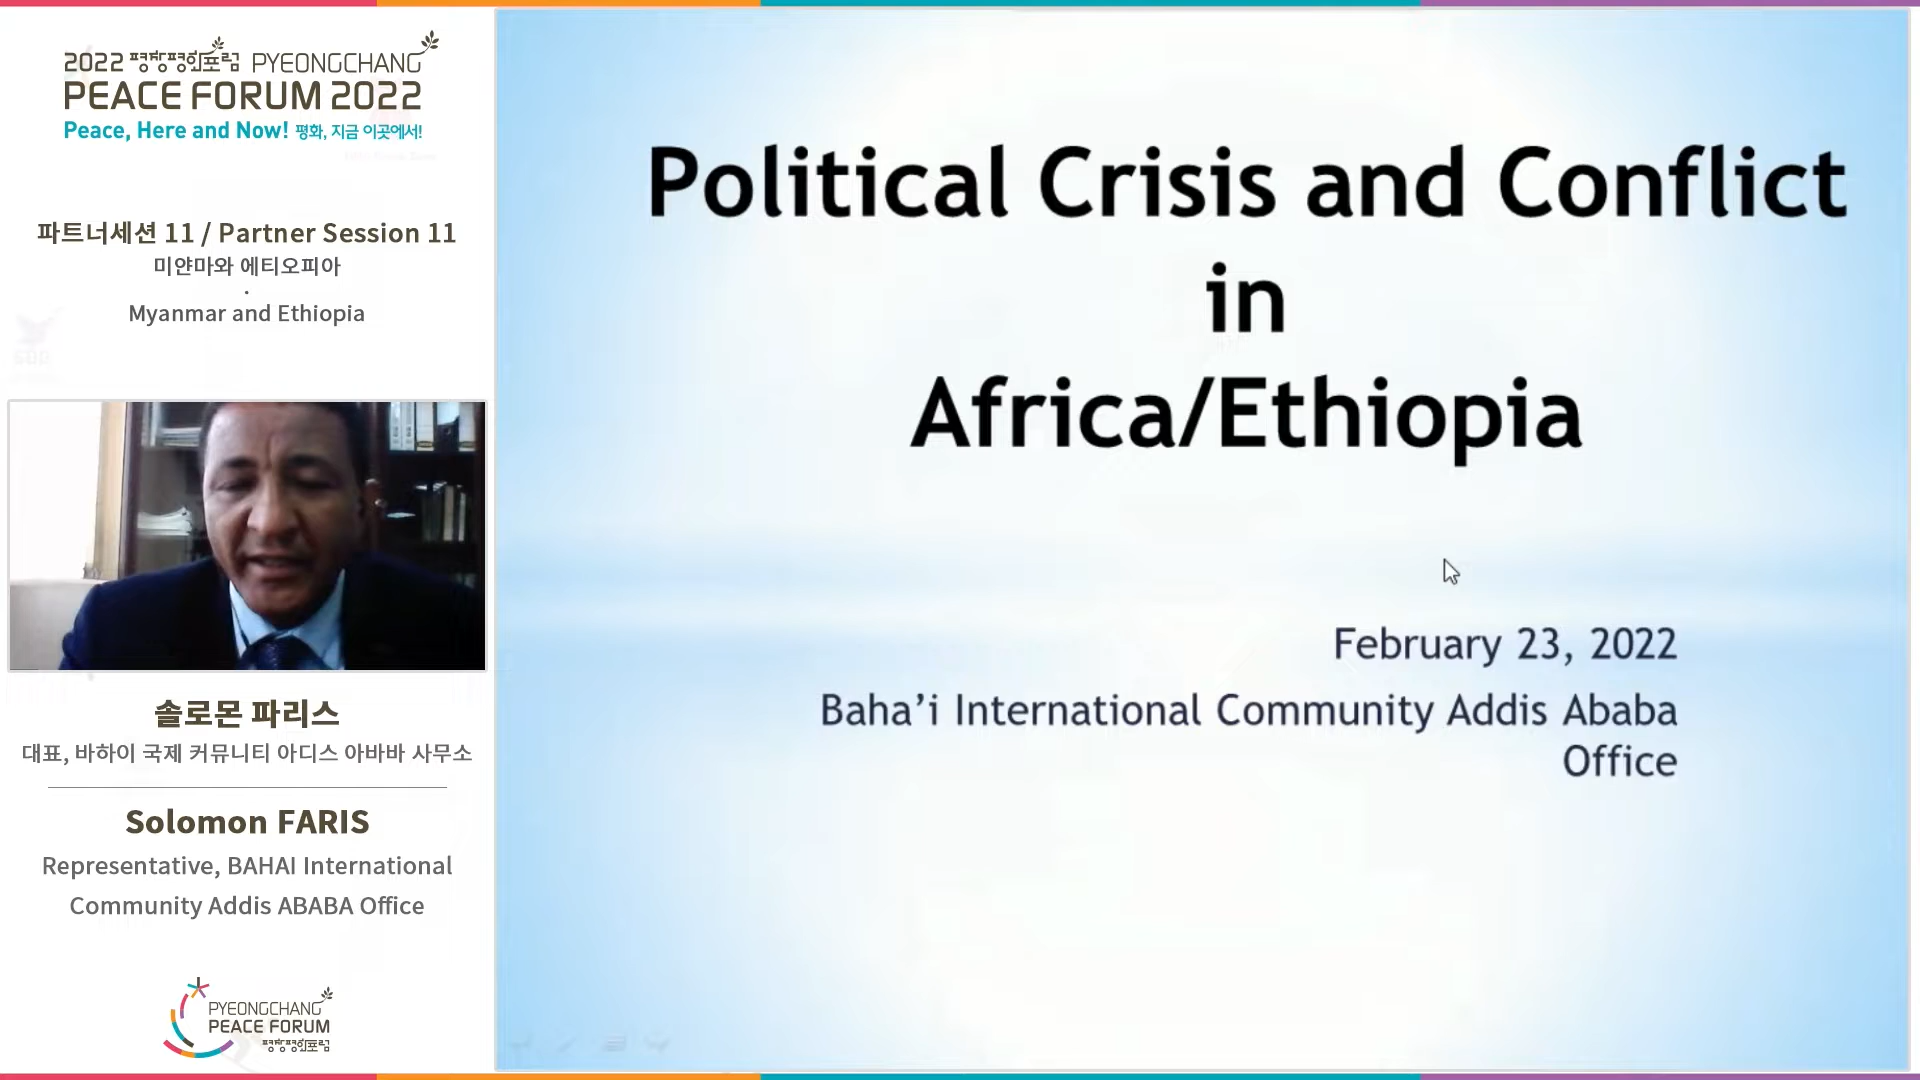 2022 평창평화포럼 PYEONGCHANG
PEACE FORUM 2022
Peace, Here and Now! 평화, 지금 이곳에서!
파트너세션 11 / Partner Session 11
미얀마와 에티오피아
·
Myanmar and Ethiopia
솔로몬 파리스
대표, 바하이 국제 커뮤니티 아디스 아바바 사무소
Solomon FARIS
Representative, BAHAI International
Community Addis ABABA Office
PYEONGCHANG
PEACE FORUM
평창평화포럼
Political Crisis and Conflict
in
Africa/Ethiopia
February 23, 2022
Baha’i International Community Addis Ababa
Office